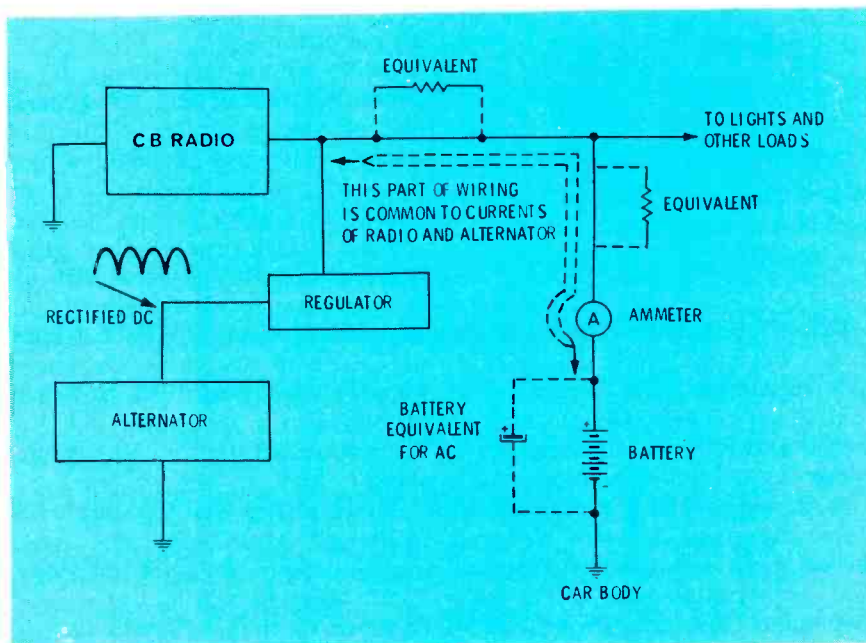 EQUIVALENT
CB RADIO
TO LIGHTS AND
OTHER LOADS
THIS PART OF WIRING
IS COMMON TO CURRENTS
OF RADIO AND ALTERNATOR
EQUIVALENT
RECTIFIED DC
REGULATOR
A
AMMETER
ALTERNATOR
BATTERY
EQUIVALENT
FOR AC
+
+
BATTERY
-
CAR BODY